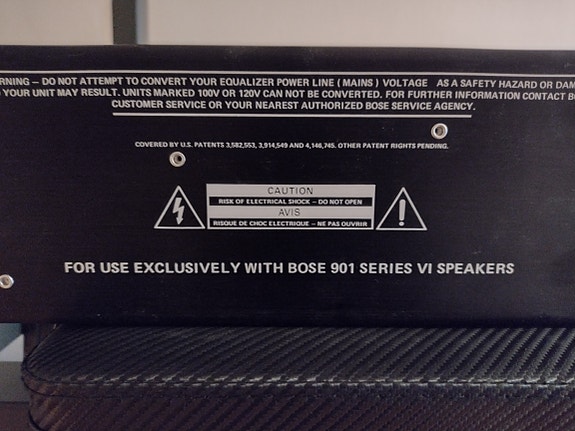 – DO NOT ATTEMPT TO CONVERT YOUR EQUALIZER POWER LINE ( MAINS ) VOLTAGE AS A SAFETY HAZARD OR
YOUR UNIT MAY RESULT. UNITS MARKED 100V OR 120V CAN NOT BE CONVERTED. FOR FURTHER INFORMATION CONTACT
CUSTOMER SERVICE OR YOUR NEAREST AUTHORIZED BOSE SERVICE AGENCY.
COVERED BY U.S. PATENTS 3,582,553, 3,914,549 AND 4,146,745. OTHER PATENT RIGHTS PENDING.
CAUTION
RISK OF ELECTRICAL SHOCK – DO NOT OPEN
AVIS
RISQUE DE CHOC ELECTRIQUE – NE PAS OUVRIR
FOR USE EXCLUSIVELY WITH BOSE 901 SERIES VI SPEAKERS